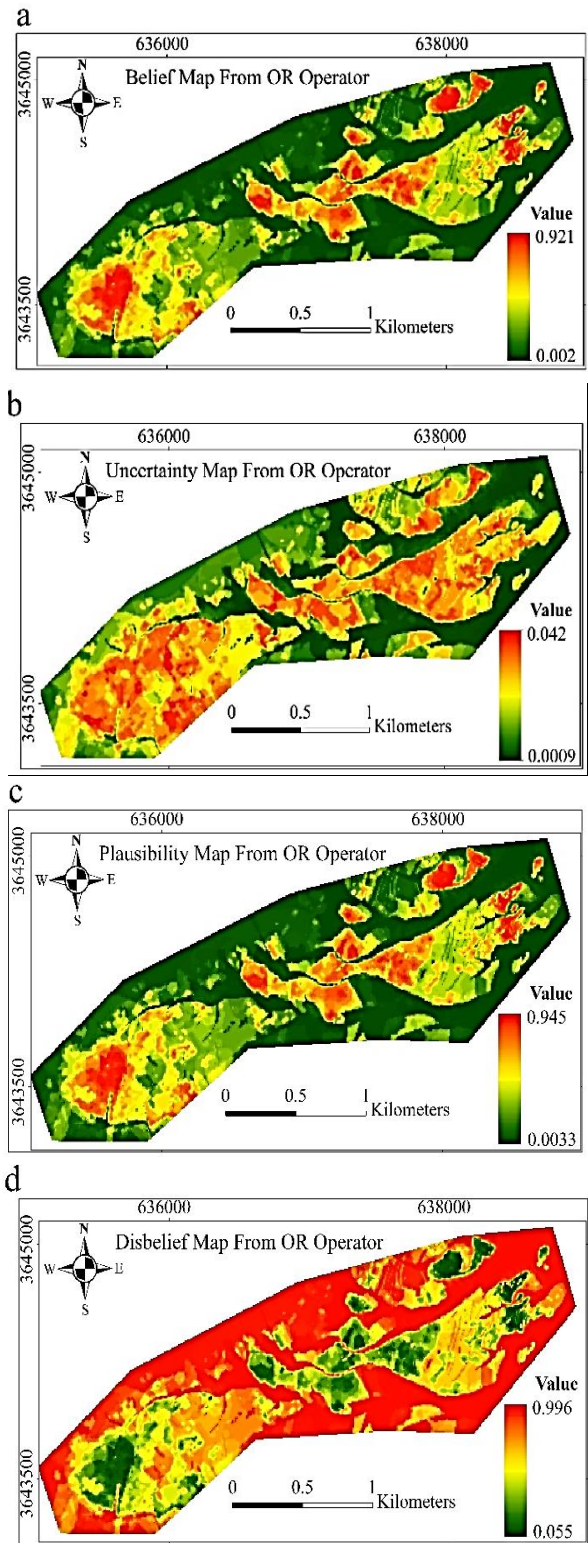 a
636000 638000
3645000
Belief Map From OR Operator
N
W E
S
3643500
0 0.5 1
Kilometers
Value
0.921
0.002
b
636000 638000
3645000
Uncertainty Map From OR Operator
N
W E
S
3643500
0 0.5 1
Kilometers
Value
0.042
0.0009
c
636000 638000
3645000
Plausibility Map From OR Operator
N
W E
S
3643500
0 0.5 1
Kilometers
Value
0.945
0.0033
d
636000 638000
3645000
Disbelief Map From OR Operator
N
W E
S
3643500
0 0.5 1
Kilometers
Value
0.996
0.055